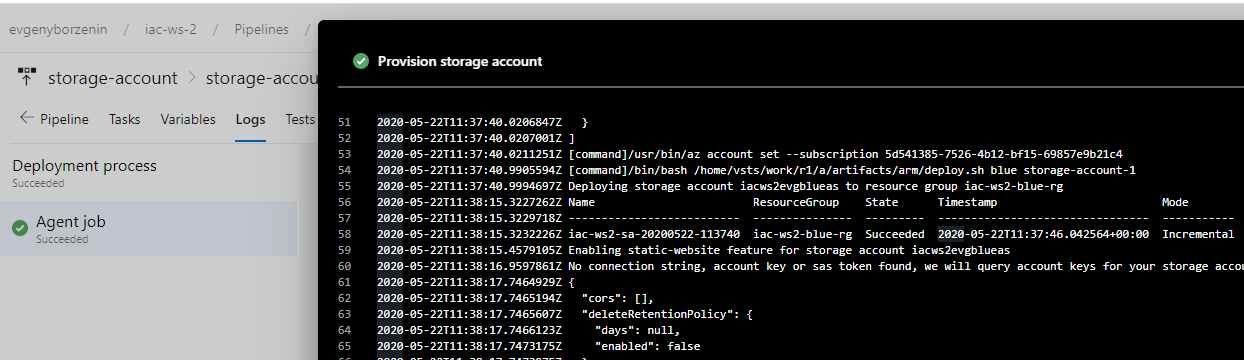 evgenyborzenin / iac-ws-2 / Pipelines /
storage-account > storage-accou
← Pipeline Tasks Variables Logs Tests
Deployment process
Succeeded
Agent job
Succeeded
Provision storage account
51 2020-05-22T11:37:40.0206847Z   }
52 2020-05-22T11:37:40.0207001Z ]
53 2020-05-22T11:37:40.0211251Z [command]/usr/bin/az account set --subscription 5d541385-7526-4b12-bf15-69857e9b21c4
54 2020-05-22T11:37:40.9905594Z [command]/bin/bash /home/vsts/work/r1/a/artifacts/arm/deploy.sh blue storage-account-1
55 2020-05-22T11:37:40.9994697Z Deploying storage account iacws2evgblueas to resource group iac-ws2-blue-rg
56 2020-05-22T11:38:15.3227262Z Name                       ResourceGroup    State      Timestamp                         Mode
57 2020-05-22T11:38:15.3229718Z -------------------------  ---------------  ---------  --------------------------------  -----------
58 2020-05-22T11:38:15.3232226Z iac-ws2-sa-20200522-113740  iac-ws2-blue-rg  Succeeded  2020-05-22T11:37:46.042564+00:00  Incremental
59 2020-05-22T11:38:15.4579105Z Enabling static-website feature for storage account iacws2evgblueas
60 2020-05-22T11:38:16.9597861Z No connection string, account key or sas token found, we will query account keys for your storage accou
61 2020-05-22T11:38:17.7464929Z {
62 2020-05-22T11:38:17.7465194Z   "cors": [],
63 2020-05-22T11:38:17.7465607Z   "deleteRetentionPolicy": {
64 2020-05-22T11:38:17.7466123Z     "days": null,
65 2020-05-22T11:38:17.7473175Z     "enabled": false